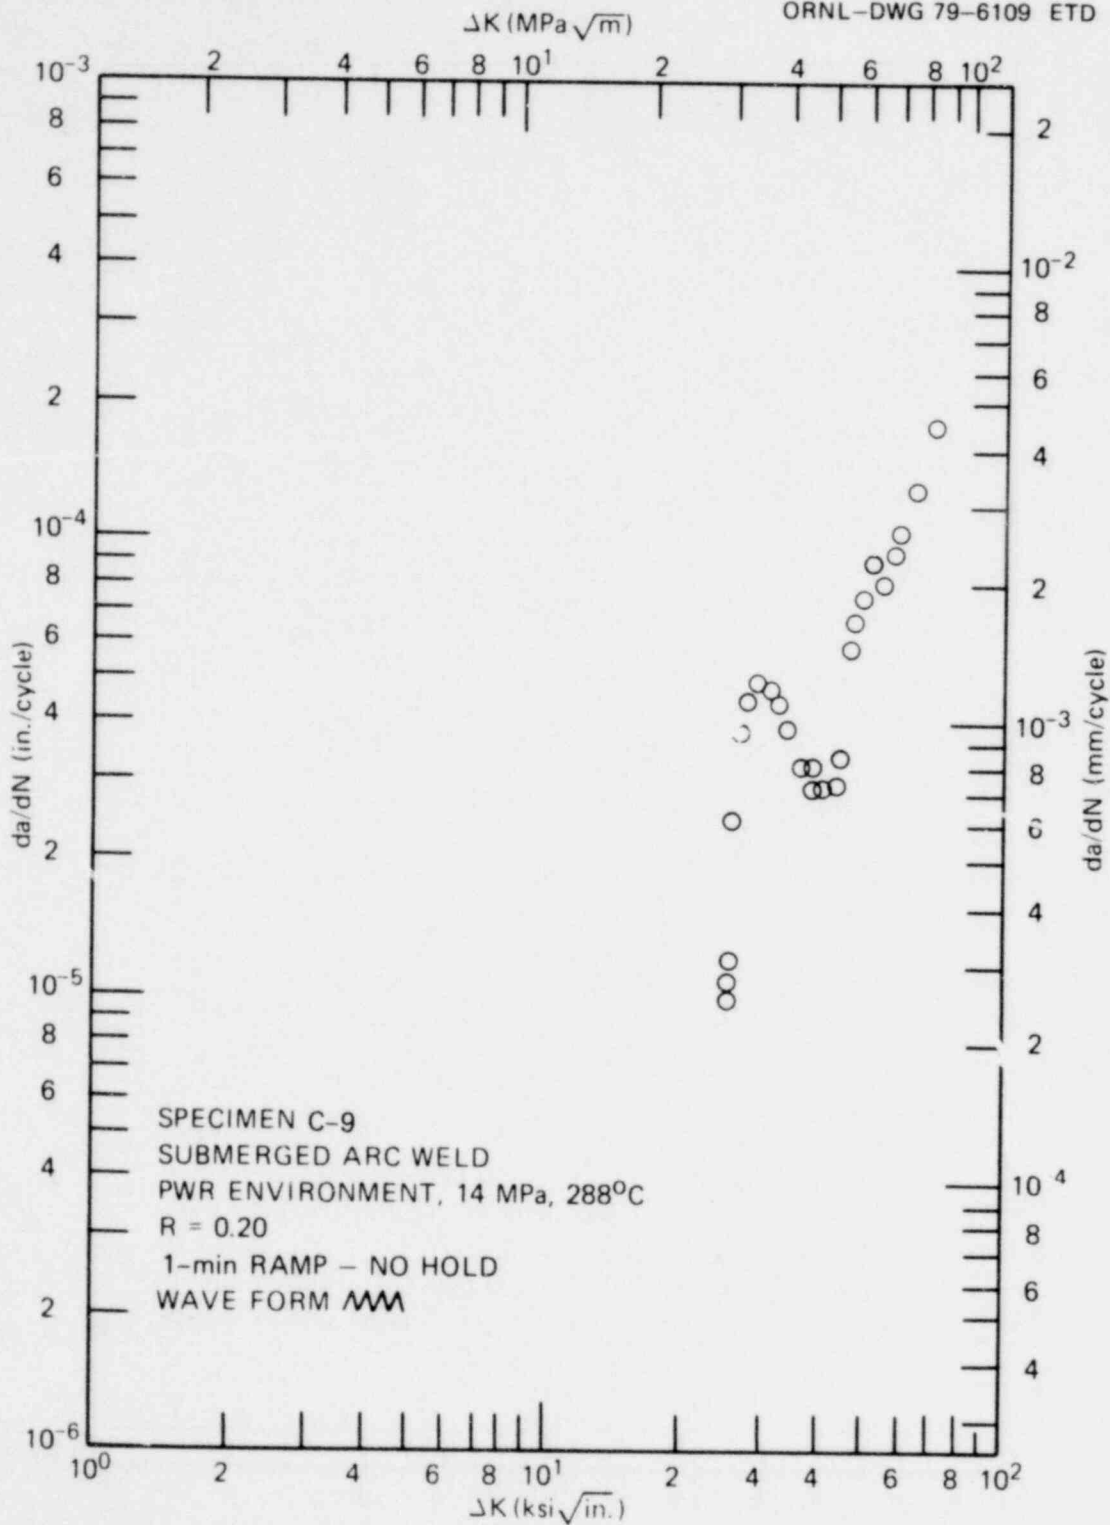 ORNL-DWG 79-6109 ETD
ΔK (MPa √m)
2 4 6 8 10¹ 2 4 6 8 10²
10⁻³
8
6
4
2
10⁻⁴
8
6
4
2
10⁻⁵
8
6
4
2
10⁻⁶
da/dN (in./cycle)
2
10⁻²
8
6
4
2
10⁻³
8
6
4
2
10⁻⁴
8
6
4
da/dN (mm/cycle)
SPECIMEN C-9
SUBMERGED ARC WELD
PWR ENVIRONMENT, 14 MPa, 288°C
R = 0.20
1-min RAMP – NO HOLD
WAVE FORM
10⁰ 2 4 6 8 10¹ 2 4 4 6 8 10²
ΔK (ksi √in.)